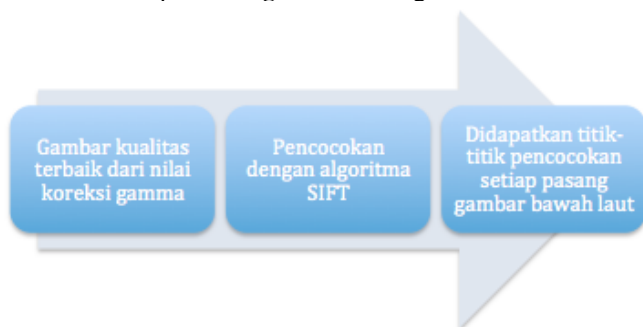 Gambar kualitas
terbaik dari nilai
koreksi gamma
Pencocokan
dengan algoritma
SIFT
Didapatkan titik-
titik pencocokan
setiap pasang
gambar bawah laut